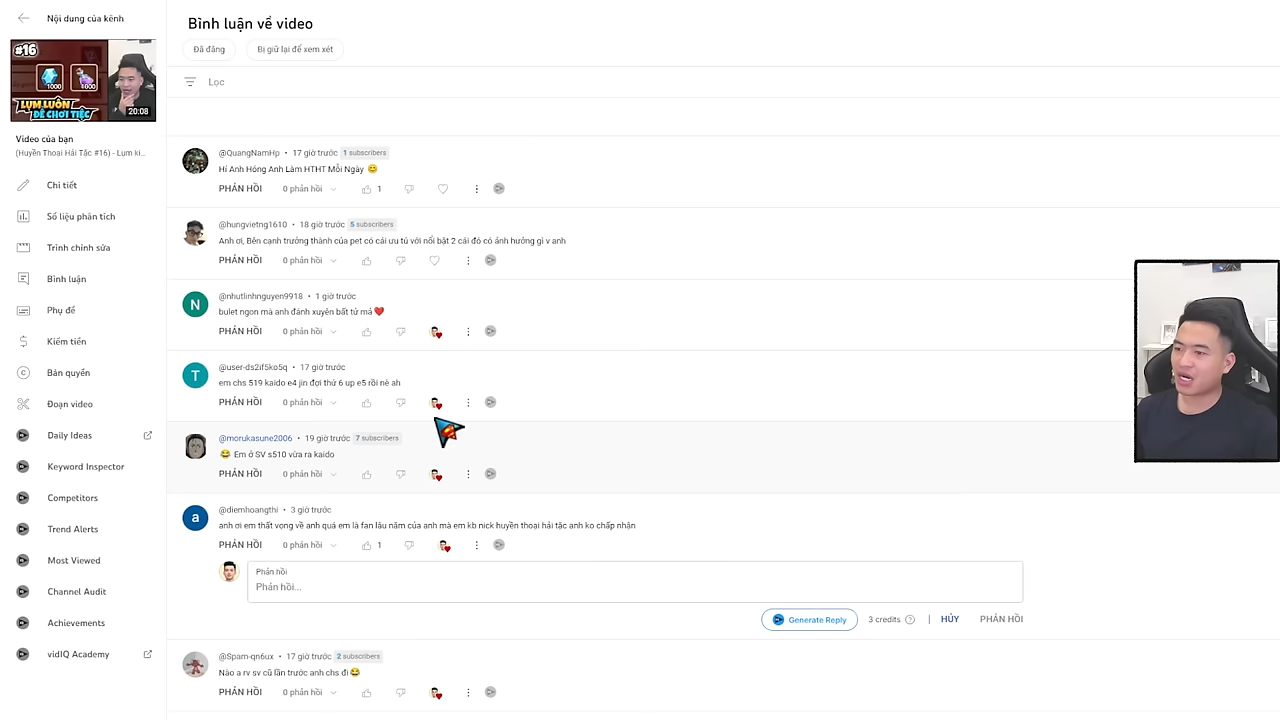 Nội dung của kênh
#16
1000
1000
LỤM LUÔN
ĐỂ CHƠI TIỆC
20:08
Video của bạn
(Huyền Thoại Hải Tặc #16) - Lụm ki...
Chi tiết
Số liệu phân tích
Trình chỉnh sửa
Bình luận
Phụ đề
Kiếm tiền
Bản quyền
Đoạn video
Daily Ideas
Keyword Inspector
Competitors
Trend Alerts
Most Viewed
Channel Audit
Achievements
vidIQ Academy
Bình luận về video
Đã đăng
Bị giữ lại để xem xét
Lọc
@QuangNamHp • 17 giờ trước 1 subscribers
Hí Anh Hóng Anh Làm HTHT Mỗi Ngày 😊
PHẢN HỒI 0 phản hồi 1
@hungvietng1610 • 18 giờ trước 5 subscribers
Anh ơi, Bên cạnh trưởng thành của pet có cái ưu tú với nổi bật 2 cái đó có ảnh hưởng gì v anh
PHẢN HỒI 0 phản hồi
N
@nhutlinhnguyen9918 • 1 giờ trước
bulet ngon mà anh đánh xuyên bất tử mả❤️
PHẢN HỒI 0 phản hồi
T
@user-ds2if5ko5q • 17 giờ trước
em chs 519 kaido e4 jin đợi thứ 6 up e5 rồi nè ah
PHẢN HỒI 0 phản hồi
@morukasune2006 • 19 giờ trước 7 subscribers
😂 Em ở SV s510 vừa ra kaido
PHẢN HỒI 0 phản hồi
a
@diemhoangthi • 3 giờ trước
anh ơi em thất vọng về anh quá em là fan lâu năm của anh mà em kb nick huyền thoại hải tặc anh ko chấp nhận
PHẢN HỒI 0 phản hồi 1
Phản hồi
Phản hồi...
Generate Reply 3 credits ? | HỦY PHẢN HỒI
@Spam-qn6ux • 17 giờ trước 2 subscribers
Nào a rv sv cũ lần trước anh chs đi😂
PHẢN HỒI 0 phản hồi